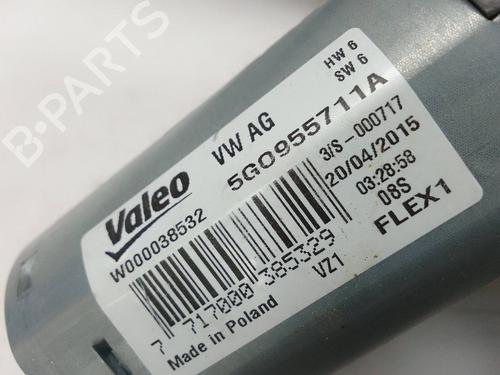 B-PARTS
HW 6
SW 6
VW AG
5G0955711A
Valeo
3/S-000717
20/04/2015
W000038532
03:28:58
08S
FLEX1
7 717000 385329
VZ1
Made in Poland